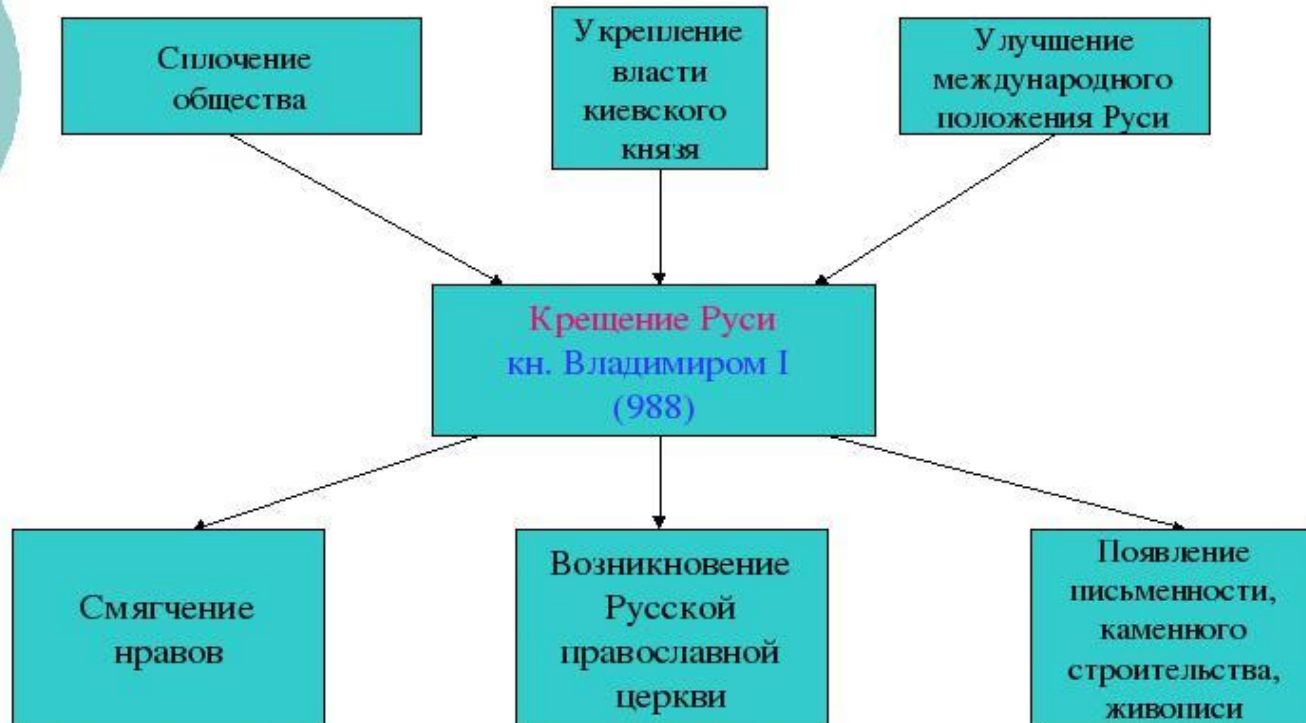 Сплочение
общества
Укрепление
власти
киевского
князя
Улучшение
международного
положения Руси
Крещение Руси
кн. Владимиром I
(988)
Смягчение
нравов
Возникновение
Русской
православной
церкви
Появление
письменности,
каменного
строительства,
живописи